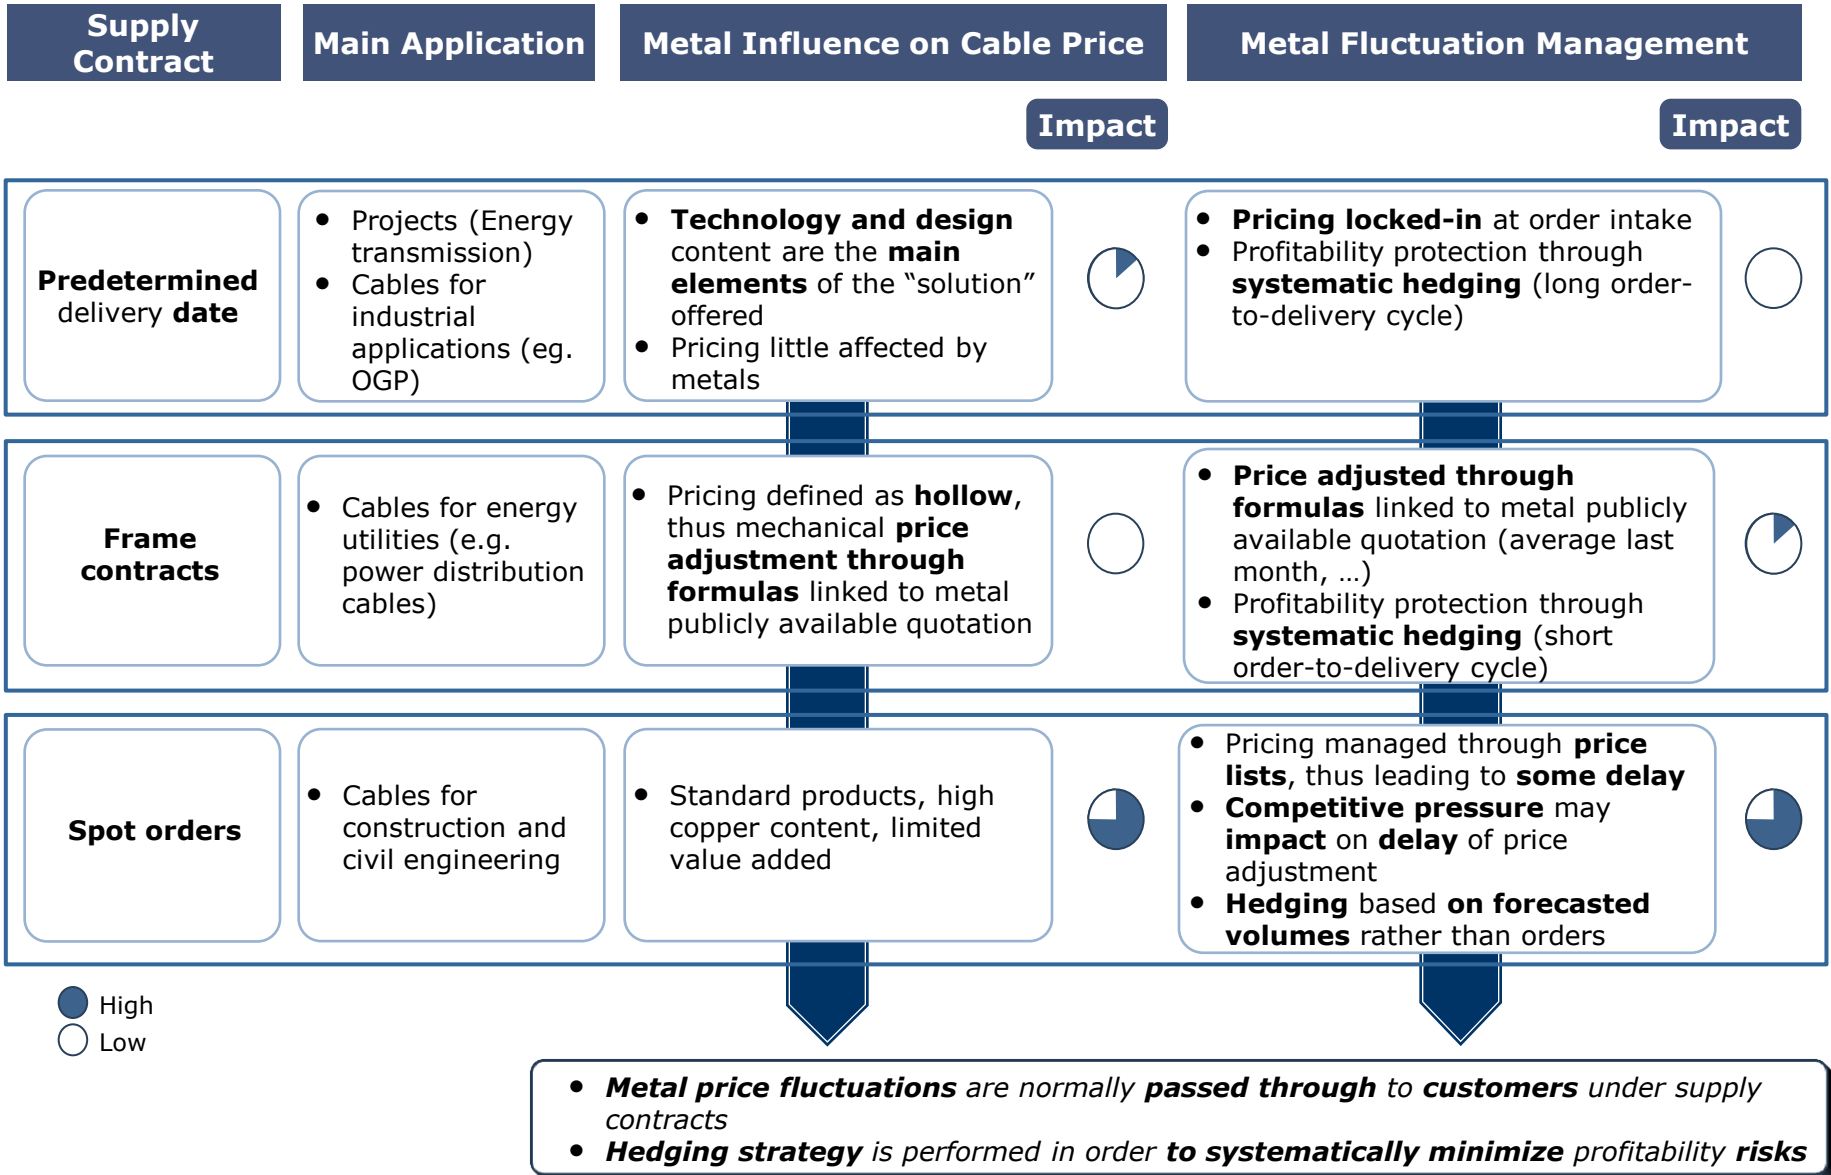 Supply
Contract
Main Application
Metal Influence on Cable Price
Metal Fluctuation Management
Impact
Impact
Predetermined
delivery date
• Projects (Energy
transmission)
• Cables for
industrial
applications (eg.
OGP)
• Technology and design
content are the main
elements of the “solution”
offered
• Pricing little affected by
metals
• Pricing locked-in at order intake
• Profitability protection through
systematic hedging (long order-
to-delivery cycle)
Frame
contracts
• Cables for energy
utilities (e.g.
power distribution
cables)
• Pricing defined as hollow,
thus mechanical price
adjustment through
formulas linked to metal
publicly available quotation
• Price adjusted through
formulas linked to metal publicly
available quotation (average last
month, …)
• Profitability protection through
systematic hedging (short
order-to-delivery cycle)
Spot orders
• Cables for
construction and
civil engineering
• Standard products, high
copper content, limited
value added
• Pricing managed through price
lists, thus leading to some delay
• Competitive pressure may
impact on delay of price
adjustment
• Hedging based on forecasted
volumes rather than orders
High
Low
• Metal price fluctuations are normally passed through to customers under supply
contracts
• Hedging strategy is performed in order to systematically minimize profitability risks